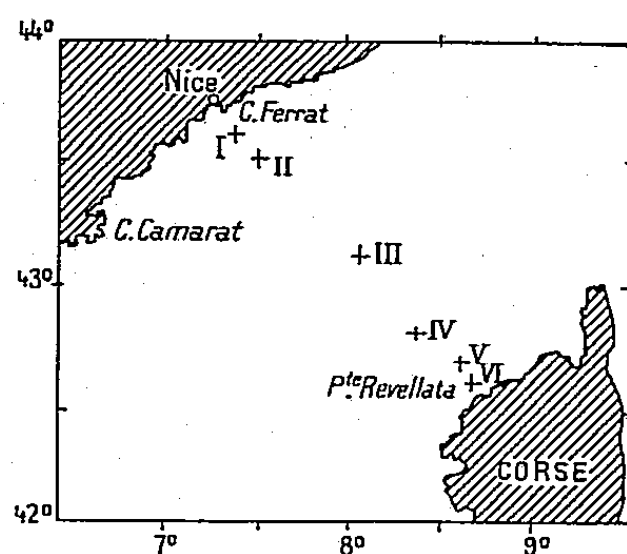 44°
Nice
C.Ferrat
I
II
C.Camarat
43°
III
IV
V
VI
Pte Revellata
CORSE
42°
7°
8°
9°